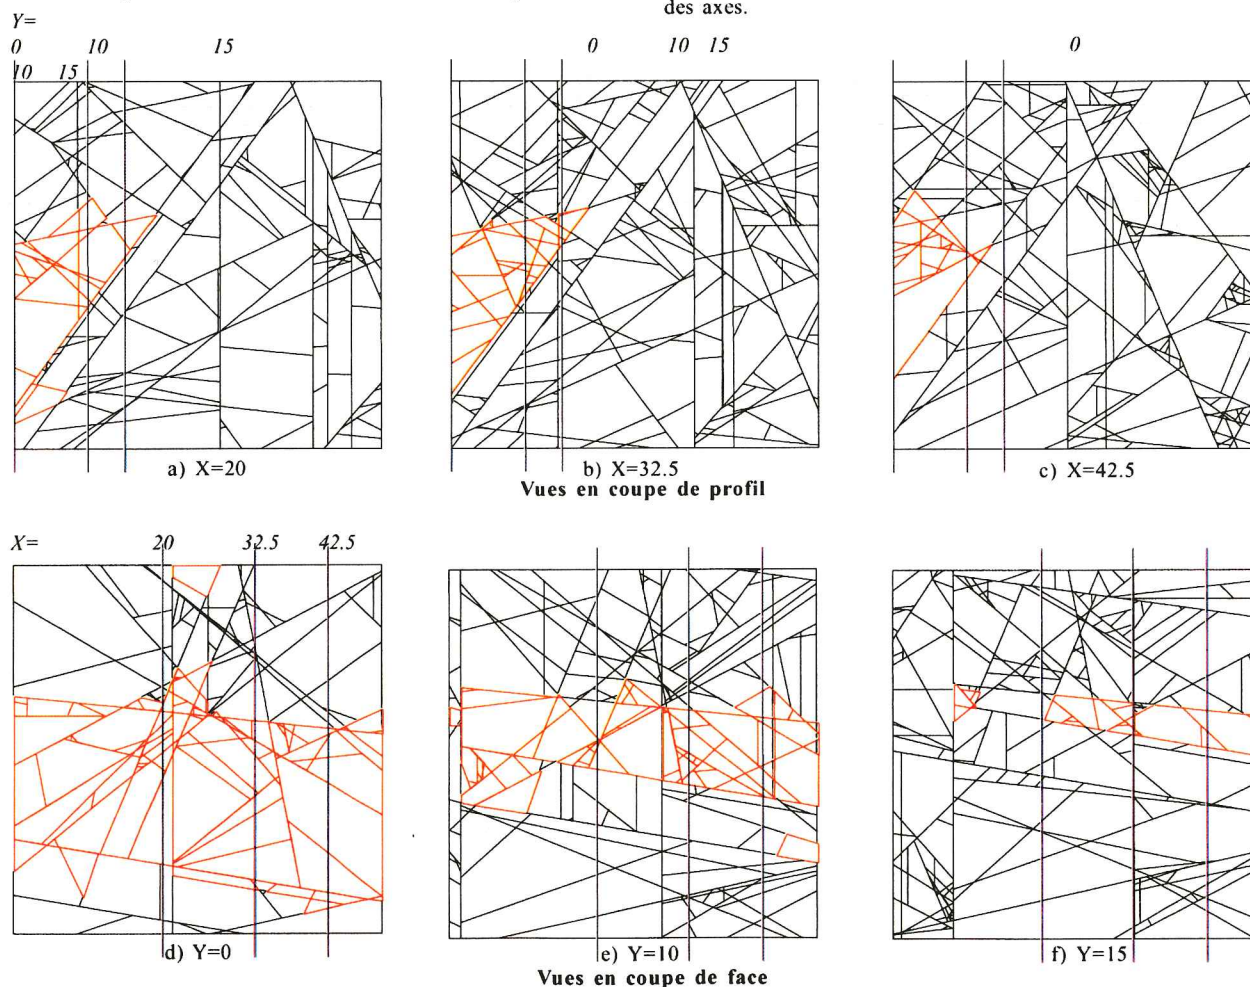 des axes.
Y=
0 10 15 0 10 15 0
10 15
a) X=20 b) X=32.5 c) X=42.5
Vues en coupe de profil
X= 20 32.5 42.5
d) Y=0 e) Y=10 f) Y=15
Vues en coupe de face